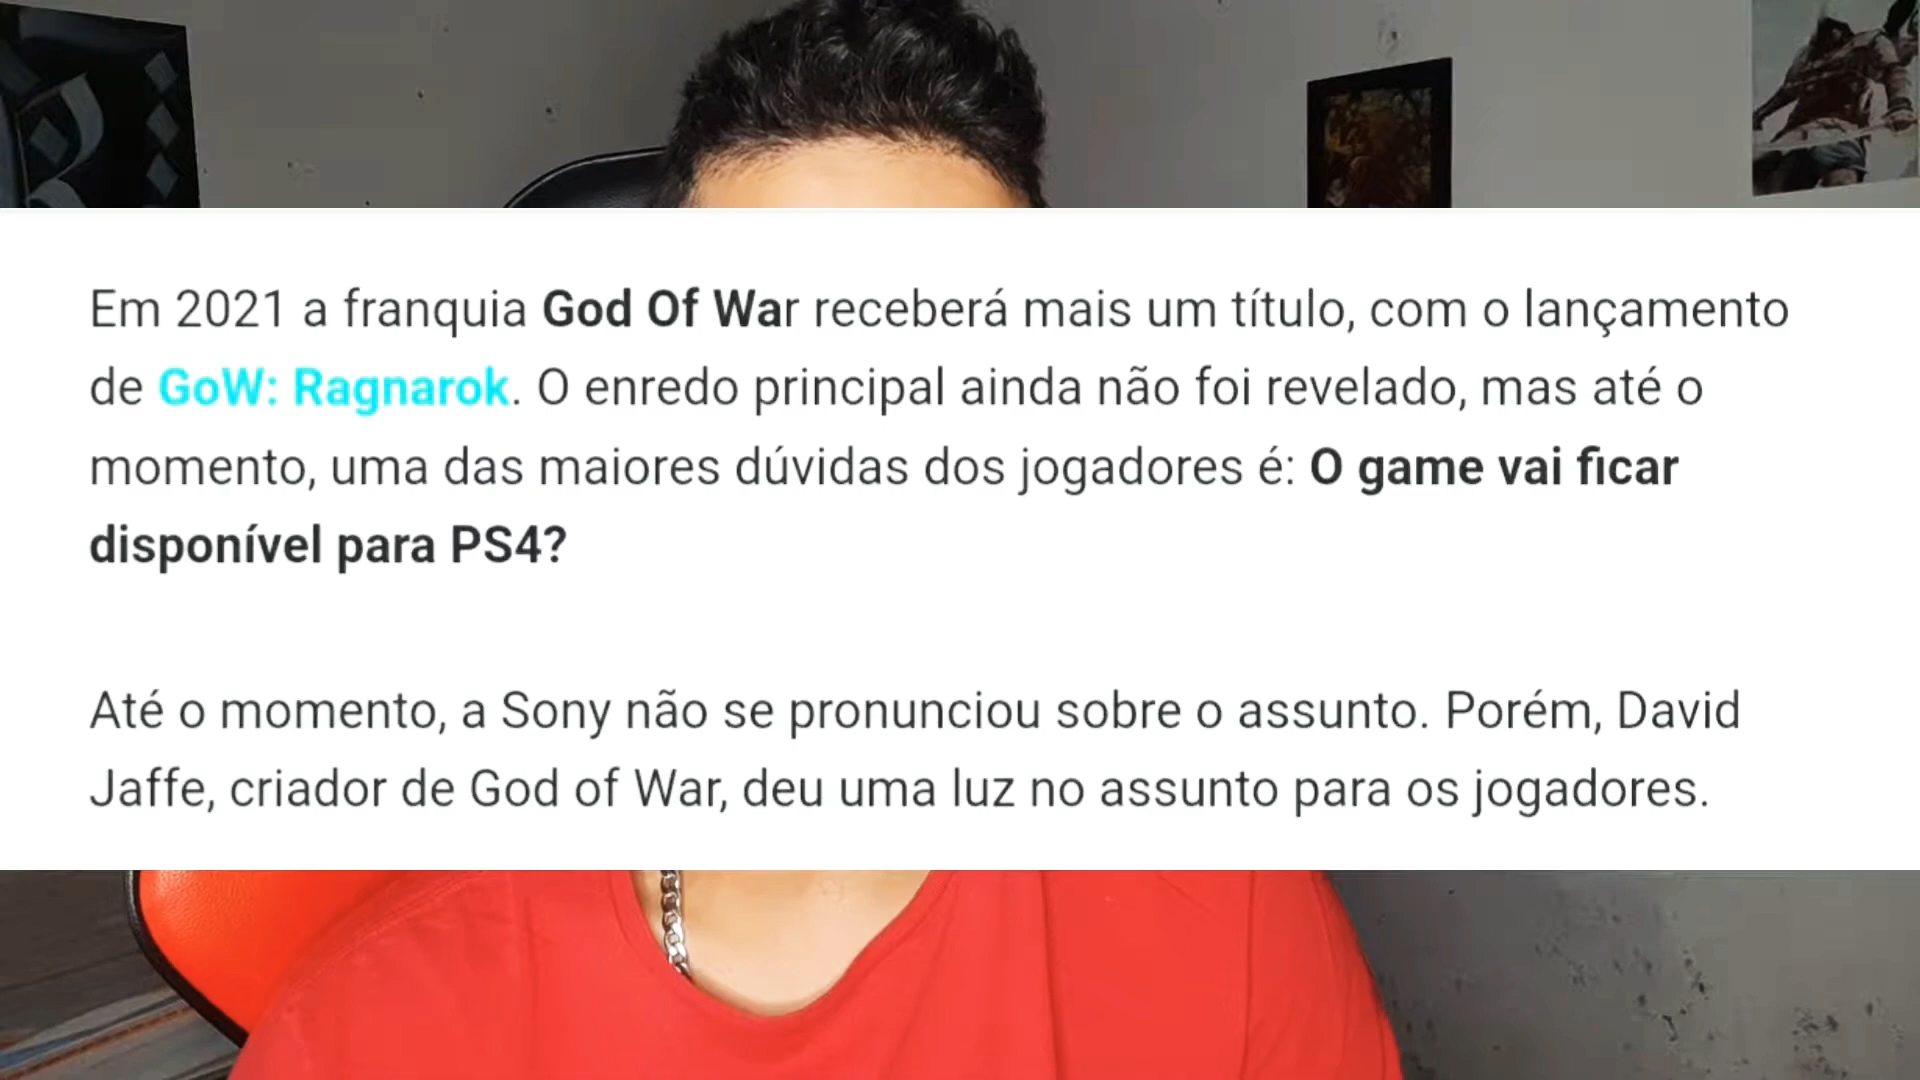 Em 2021 a franquia God Of War receberá mais um título, com o lançamento
de GoW: Ragnarok. O enredo principal ainda não foi revelado, mas até o
momento, uma das maiores dúvidas dos jogadores é: O game vai ficar
disponível para PS4?
Até o momento, a Sony não se pronunciou sobre o assunto. Porém, David
Jaffe, criador de God of War, deu uma luz no assunto para os jogadores.